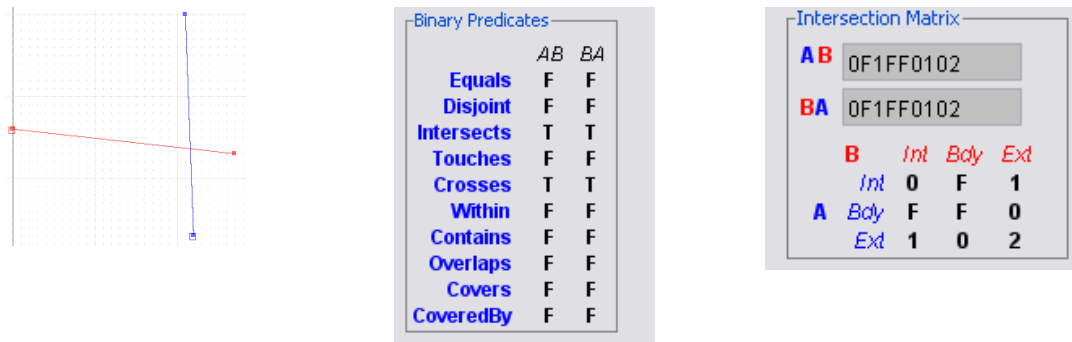 Binary Predicates
AB BA
Equals F F
Disjoint F F
Intersects T T
Touches F F
Crosses T T
Within F F
Contains F F
Overlaps F F
Covers F F
CoveredBy F F
Intersection Matrix
AB 0F1FF0102
BA 0F1FF0102
B Int Bdy Ext
Int 0 F 1
A Bdy F F 0
Ext 1 0 2